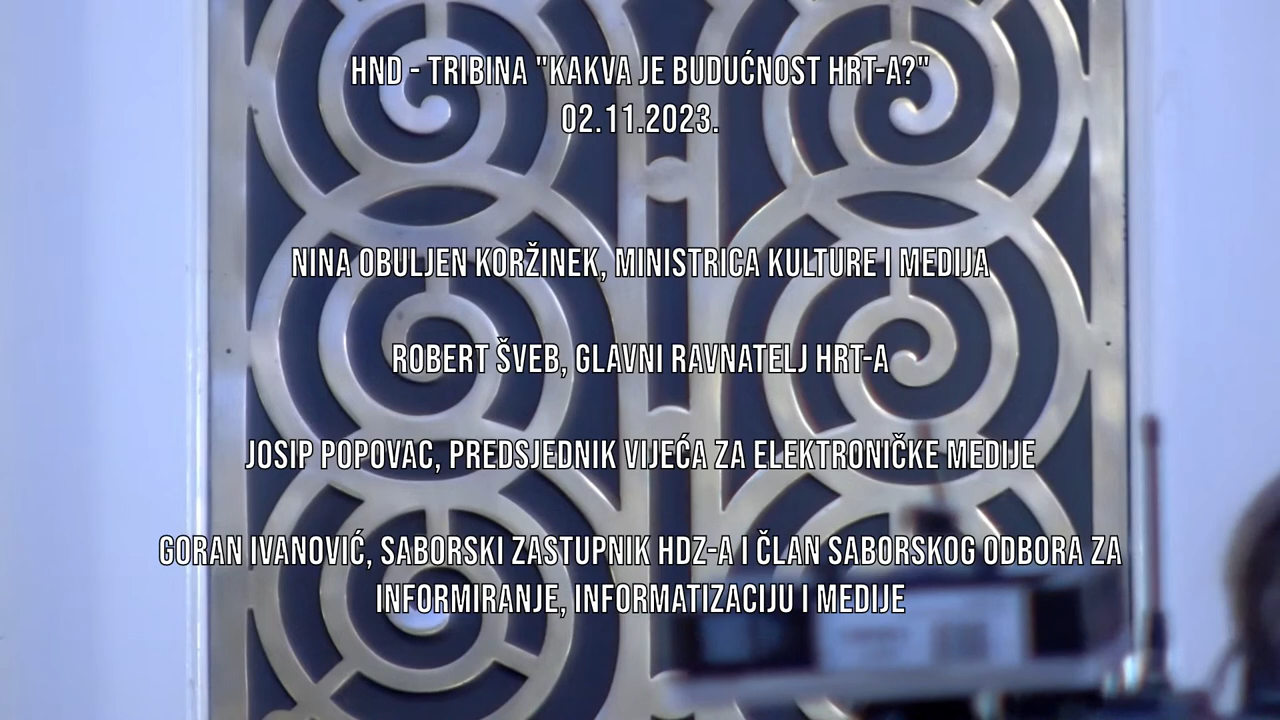 HND - TRIBINA "KAKVA JE BUDUĆNOST HRT-A?"
02.11.2023.
NINA OBULJEN KORŽINEK, MINISTRICA KULTURE I MEDIJA
ROBERT ŠVEB, GLAVNI RAVNATELJ HRT-A
JOSIP POPOVAC, PREDSJEDNIK VIJEĆA ZA ELEKTRONIČKE MEDIJE
GORAN IVANOVIĆ, SABORSKI ZASTUPNIK HDZ-A I ČLAN SABORSKOG ODBORA ZA
INFORMIRANJE, INFORMATIZACIJU I MEDIJE